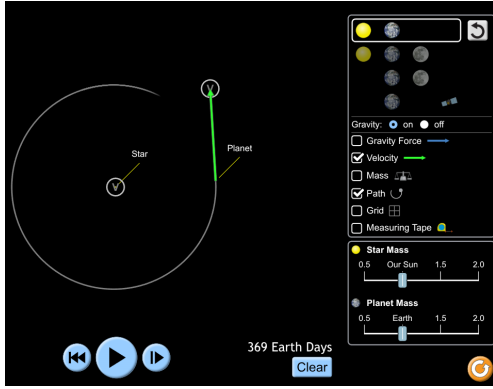 V
Star
Planet
V
369 Earth Days
Clear
Gravity: on off
Gravity Force
Velocity
Mass
Path
Grid
Measuring Tape
Star Mass
0.5 Our Sun 1.5 2.0
Planet Mass
0.5 Earth 1.5 2.0